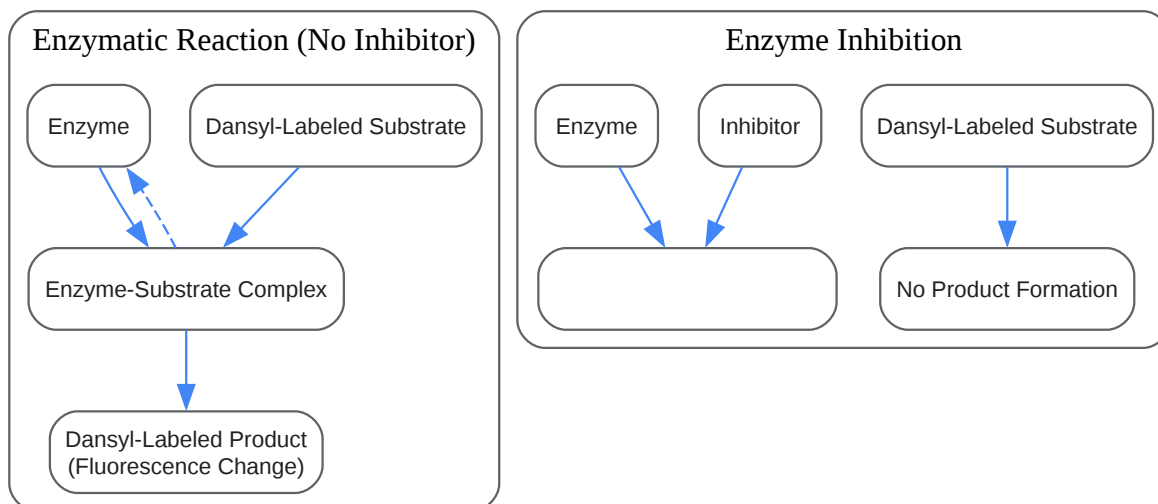 Enzymatic Reaction (No Inhibitor)
Enzyme
Dansyl-Labeled Substrate
Enzyme-Substrate Complex
Dansyl-Labeled Product
(Fluorescence Change)
Enzyme Inhibition
Enzyme
Inhibitor
Dansyl-Labeled Substrate
No Product Formation